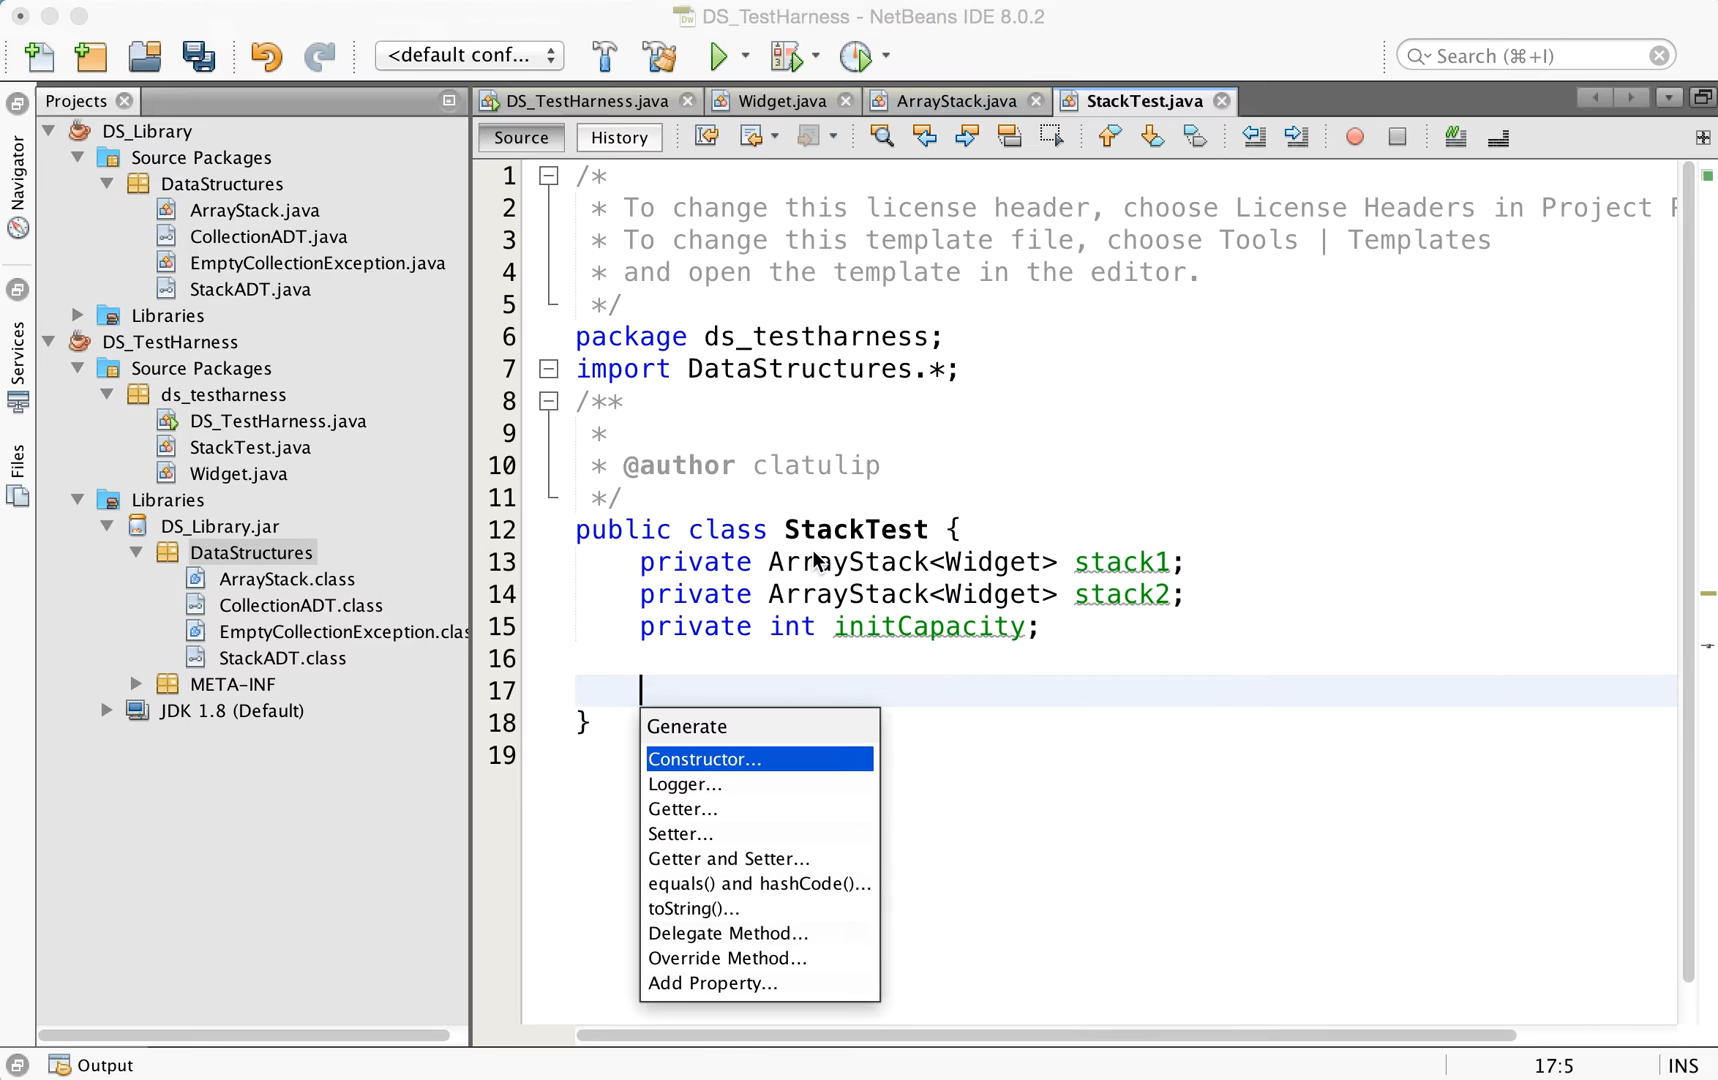 DS_TestHarness - NetBeans IDE 8.0.2
<default conf...
Search (⌘+I)
Projects
DS_TestHarness.java
Widget.java
ArrayStack.java
StackTest.java
Source
History
Navigator
Services
Files
DS_Library
Source Packages
DataStructures
ArrayStack.java
CollectionADT.java
EmptyCollectionException.java
StackADT.java
Libraries
DS_TestHarness
Source Packages
ds_testharness
DS_TestHarness.java
StackTest.java
Widget.java
Libraries
DS_Library.jar
DataStructures
ArrayStack.class
CollectionADT.class
EmptyCollectionException.clas
StackADT.class
META-INF
JDK 1.8 (Default)
1 /*
2 * To change this license header, choose License Headers in Project
3 * To change this template file, choose Tools | Templates
4 * and open the template in the editor.
5 */
6 package ds_testharness;
7 import DataStructures.*;
8 /**
9 *
10 * @author clatulip
11 */
12 public class StackTest {
13 private ArrayStack<Widget> stack1;
14 private ArrayStack<Widget> stack2;
15 private int initCapacity;
16
17
18 }
19
Generate
Constructor...
Logger...
Getter...
Setter...
Getter and Setter...
equals() and hashCode()...
toString()...
Delegate Method...
Override Method...
Add Property...
Output
17:5
INS